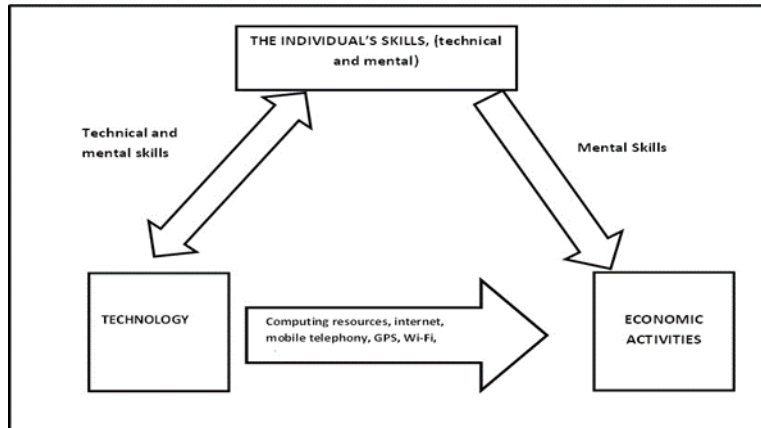 THE INDIVIDUAL'S SKILLS, (technical
and mental)
Technical and
mental skills
Mental Skills
TECHNOLOGY
Computing resources, internet,
mobile telephony, GPS, Wi-Fi,
.
ECONOMIC
ACTIVITIES